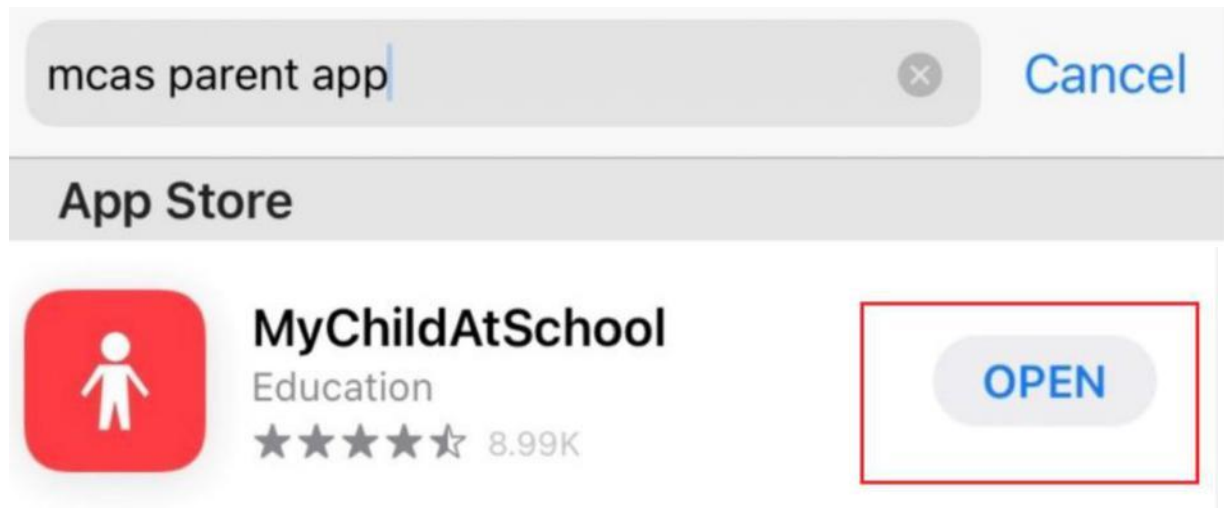 mcas parent app
Cancel
App Store
MyChildAtSchool
Education
OPEN
8.99K